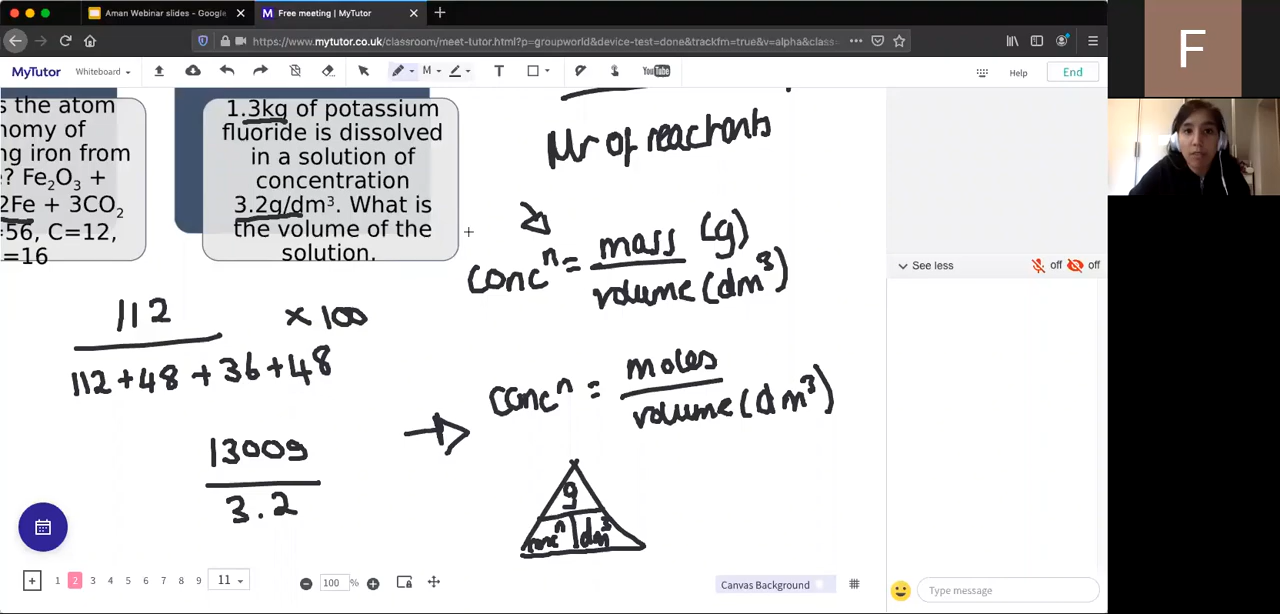 Aman Webinar slides - Google
Free meeting | MyTutor
https://www.mytutor.co.uk/classroom/meet-tutor.html?p=groupworld&device-test=done&trackfm=true&v=alpha&class
MyTutor
Whiteboard
M
T
YouTube
Help
End
F
s the atom
nomy of
ng iron from
? Fe₂O₃ +
2Fe + 3CO₂
=56, C=12,
=16
1.3kg of potassium
fluoride is dissolved
in a solution of
concentration
3.2g/dm³. What is
the volume of the
solution.
Mr of reactants
concⁿ = mass (g)
volume (dm³)
112
x 100
112+48+36+48
concⁿ = moles
volume (dm³)
1300g
3.2
g
concⁿ dm³
See less
off
off
1 2 3 4 5 6 7 8 9 11
100 %
Canvas Background
Type message